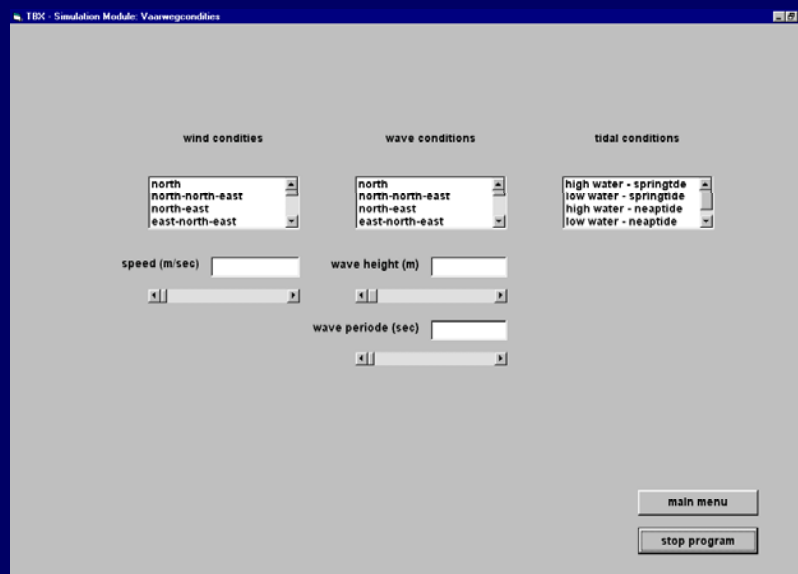 TBX - Simulation Module: Vaarwegcondities
wind condities
wave conditions
tidal conditions
north
north-north-east
north-east
east-north-east
north
north-north-east
north-east
east-north-east
high water - springtde
low water - springtide
high water - neaptide
low water - neaptide
speed (m/sec)
wave height (m)
wave periode (sec)
main menu
stop program